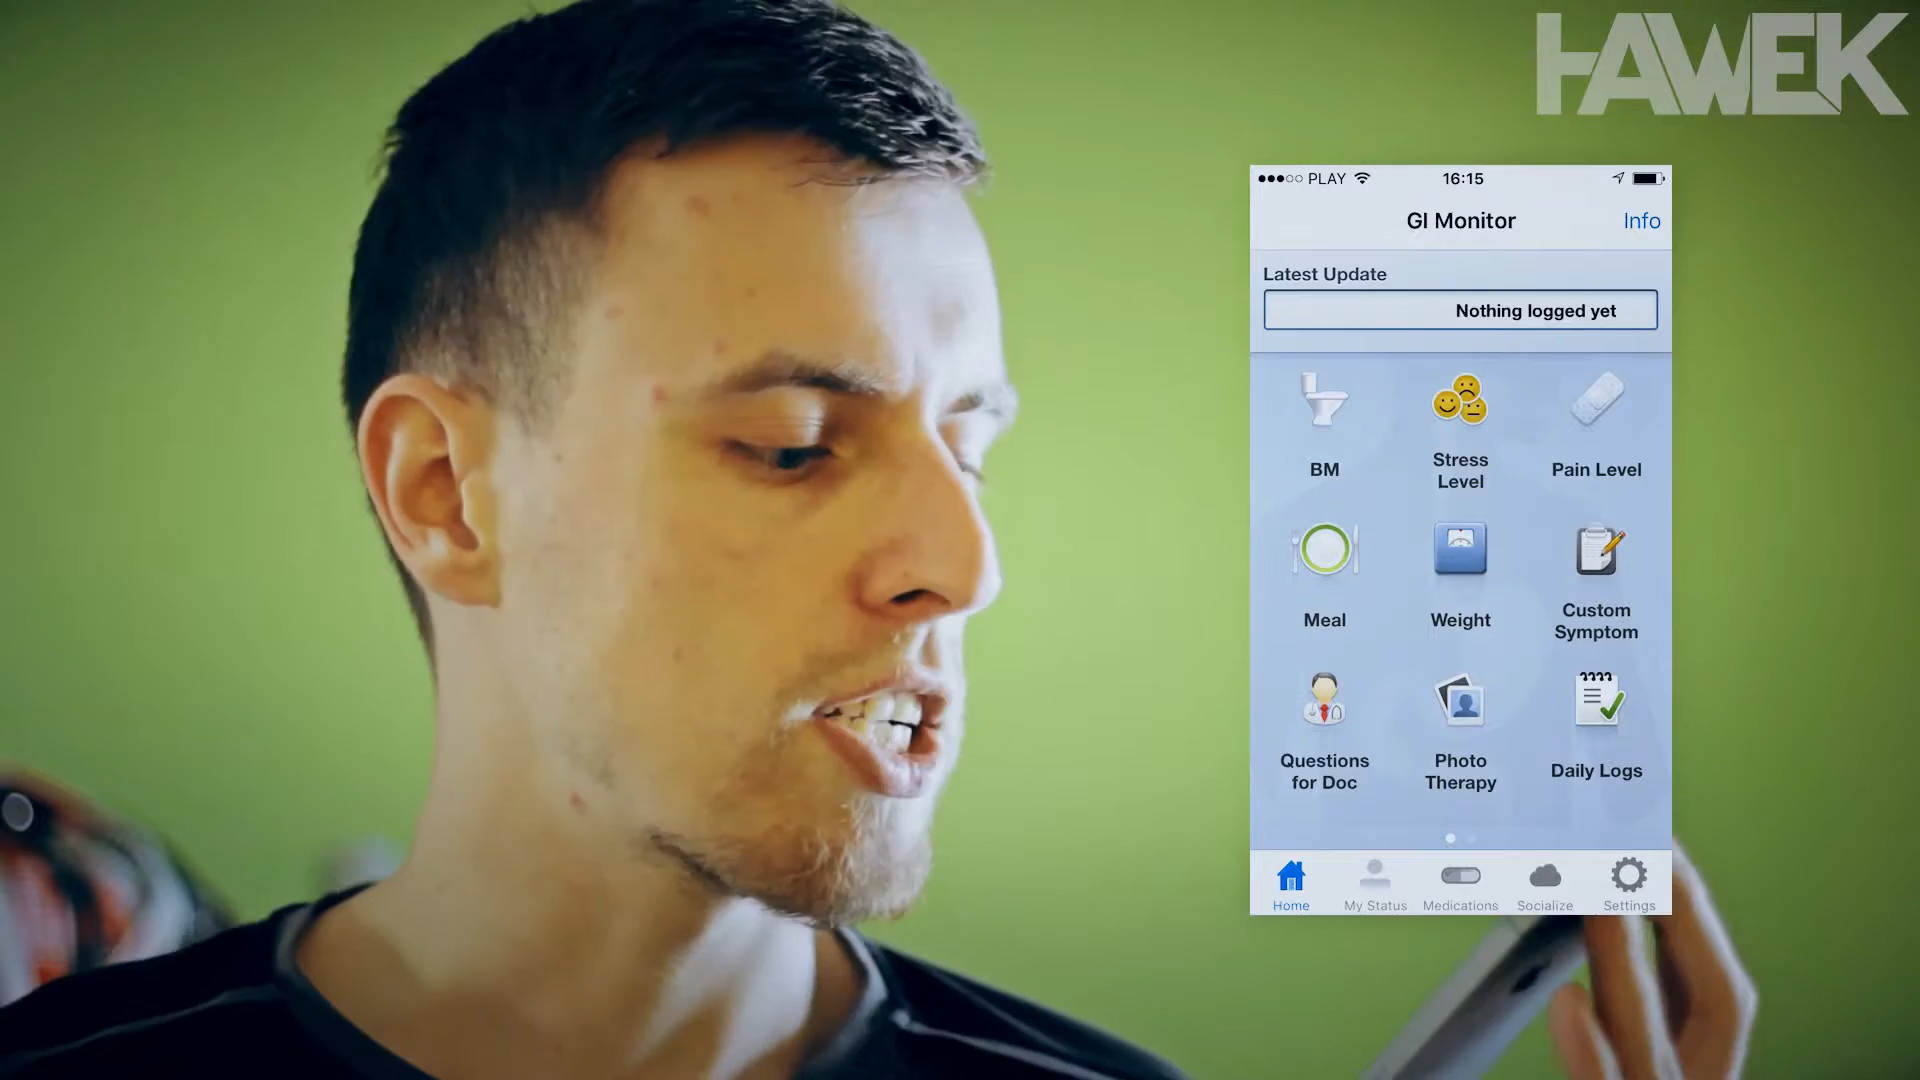 HAWEK
PLAY 16:15
GI Monitor Info
Latest Update
Nothing logged yet
BM
Stress
Level
Pain Level
Meal
Weight
Custom
Symptom
Questions
for Doc
Photo
Therapy
Daily Logs
Home My Status Medications Socialize Settings